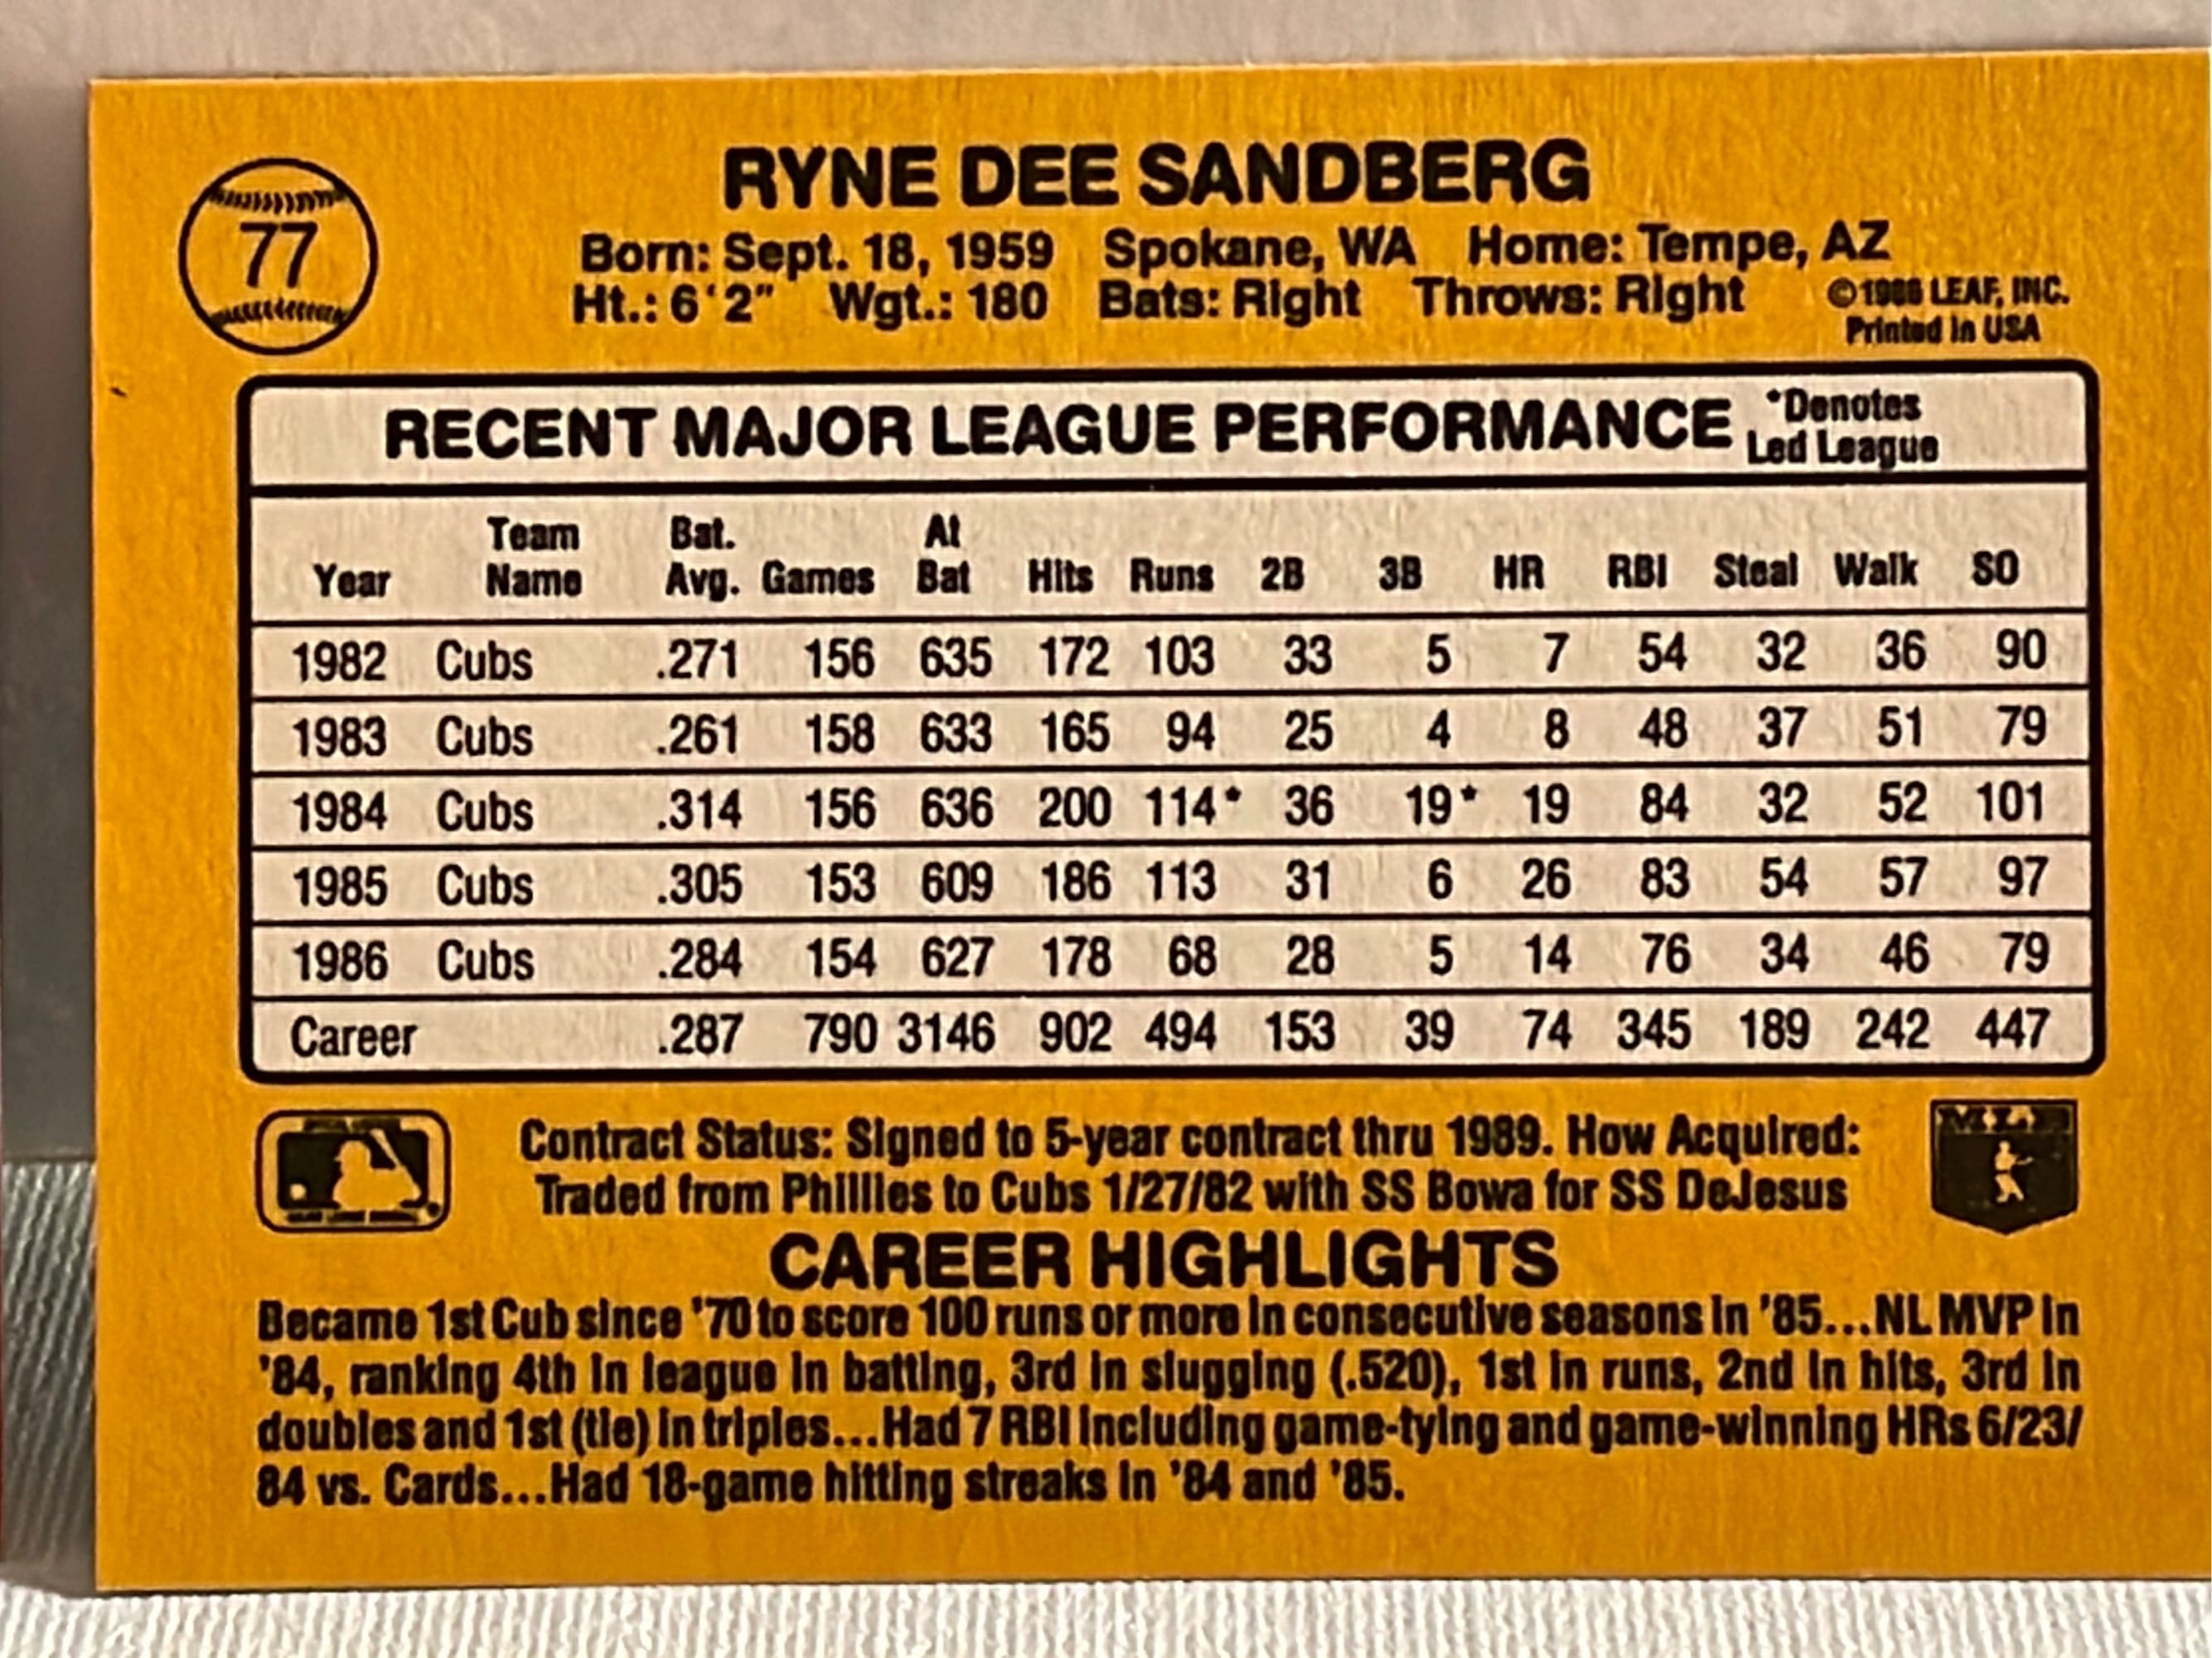 77
RYNE DEE SANDBERG
Born: Sept. 18, 1959 Spokane, WA Home: Tempe, AZ
Ht.: 6'2" Wgt.: 180 Bats: Right Throws: Right
©1986 LEAF, INC.
Printed in USA
RECENT MAJOR LEAGUE PERFORMANCE
*Denotes
Led League
Year Team Name Bat. Avg. Games At Bat Hits Runs 2B 3B HR RBI Steal Walk SO
1982 Cubs .271 156 635 172 103 33 5 7 54 32 36 90
1983 Cubs .261 158 633 165 94 25 4 8 48 37 51 79
1984 Cubs .314 156 636 200 114* 36 19* 19 84 32 52 101
1985 Cubs .305 153 609 186 113 31 6 26 83 54 57 97
1986 Cubs .284 154 627 178 68 28 5 14 76 34 46 79
Career .287 790 3146 902 494 153 39 74 345 189 242 447
Contract Status: Signed to 5-year contract thru 1989. How Acquired:
Traded from Phillies to Cubs 1/27/82 with SS Bowa for SS DeJesus
CAREER HIGHLIGHTS
Became 1st Cub since '70 to score 100 runs or more in consecutive seasons in '85...NL MVP in
'84, ranking 4th in league in batting, 3rd in slugging (.520), 1st in runs, 2nd in hits, 3rd in
doubles and 1st (tie) in triples...Had 7 RBI including game-tying and game-winning HRs 6/23/
84 vs. Cards...Had 18-game hitting streaks in '84 and '85.